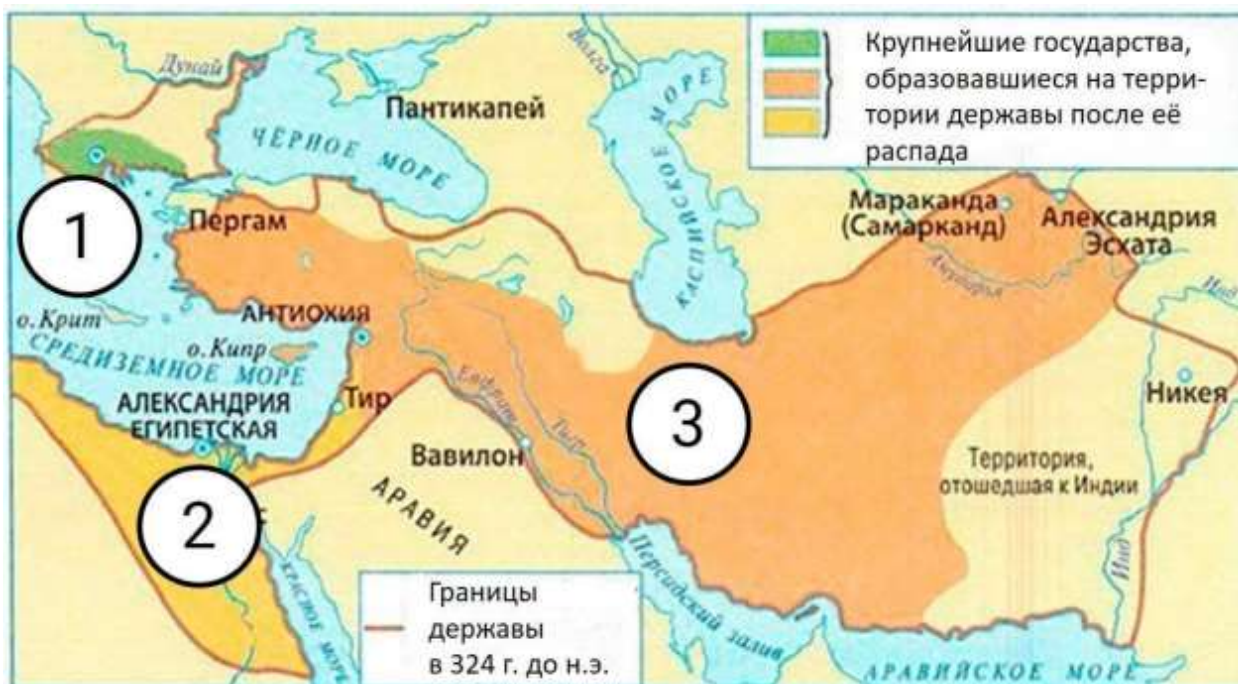 Крупнейшие государства,
образовавшиеся на терри-
тории державы после её
распада
Дунай
Волга
Пантикапей
ЧЁРНОЕ МОРЕ
КАСПИЙСКОЕ МОРЕ
Мараканда
(Самарканд)
Александрия
Эсхата
Амударья
Инд
1
Пергам
АНТИОХИЯ
о.Крит
о.Кипр
СРЕДИЗЕМНОЕ МОРЕ
АЛЕКСАНДРИЯ
ЕГИПЕТСКАЯ
Тир
Евфрат
Тигр
Вавилон
3
Никея
Территория,
отошедшая к Индии
2
АРАВИЯ
КРАСНОЕ МОРЕ
Персидский залив
Инд
АРАВИЙСКОЕ МОРЕ
Границы
державы
в 324 г. до н.э.